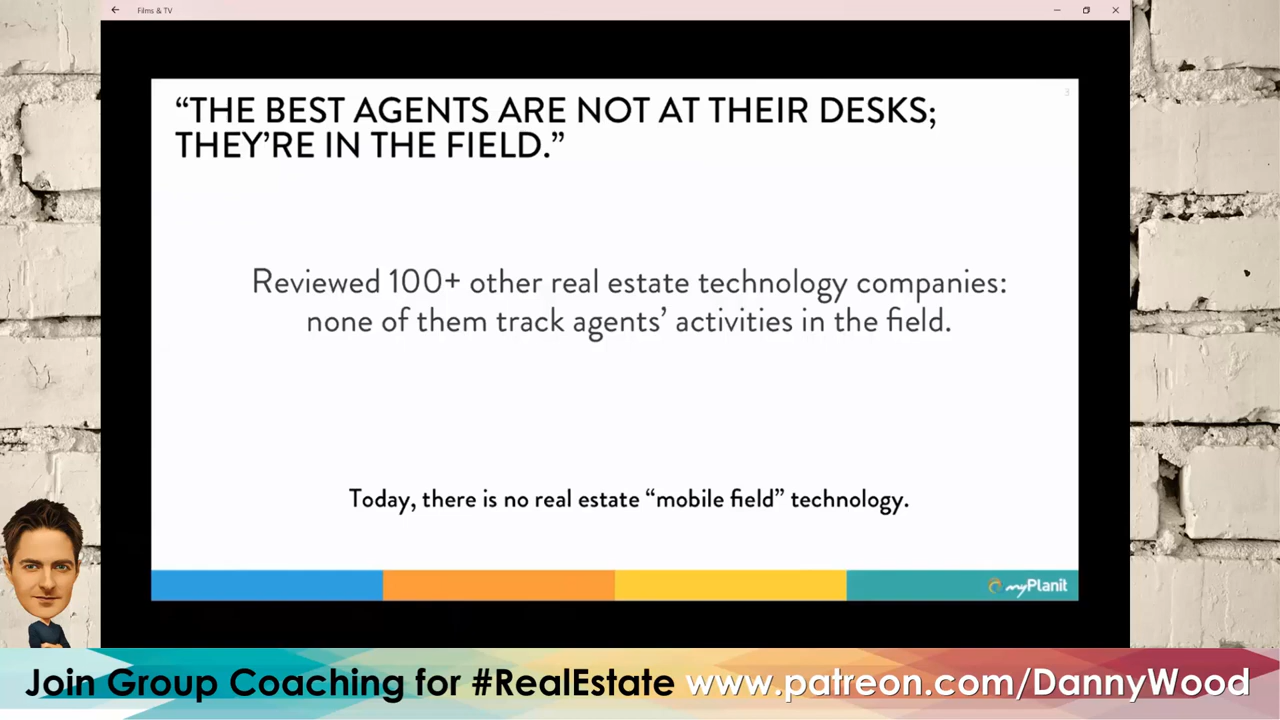 Films & TV
3
“THE BEST AGENTS ARE NOT AT THEIR DESKS;
THEY’RE IN THE FIELD.”
Reviewed 100+ other real estate technology companies:
none of them track agents’ activities in the field.
Today, there is no real estate “mobile field” technology.
myPlanit
Join Group Coaching for #RealEstate www.patreon.com/DannyWood